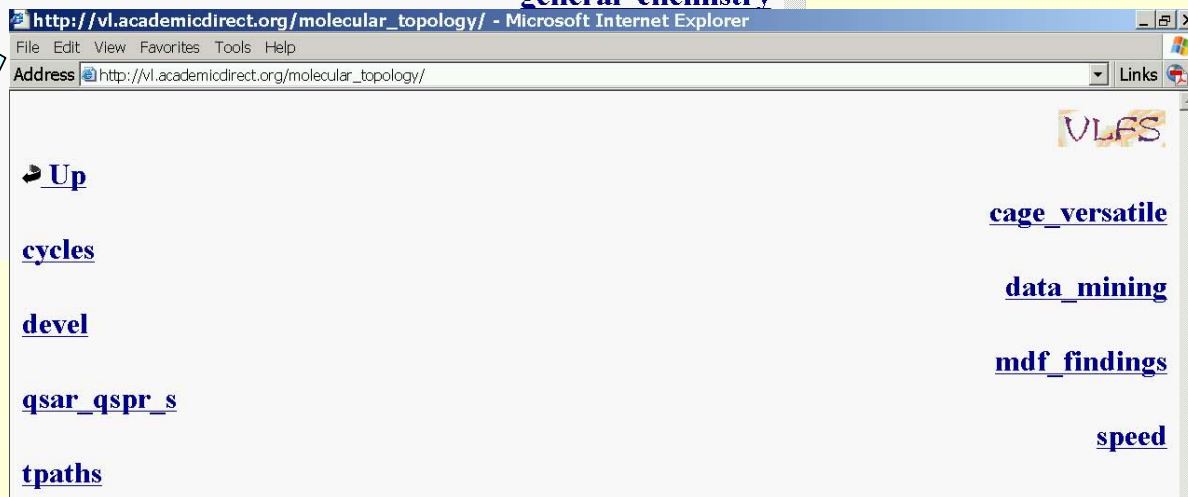 general_chemistry
http://vl.academicdirect.org/molecular_topology/ - Microsoft Internet Explorer
File Edit View Favorites Tools Help
Address http://vl.academicdirect.org/molecular_topology/ Links
VLFS
Up
cage_versatile
cycles
data_mining
devel
mdf_findings
qsar_qspr_s
speed
tpaths